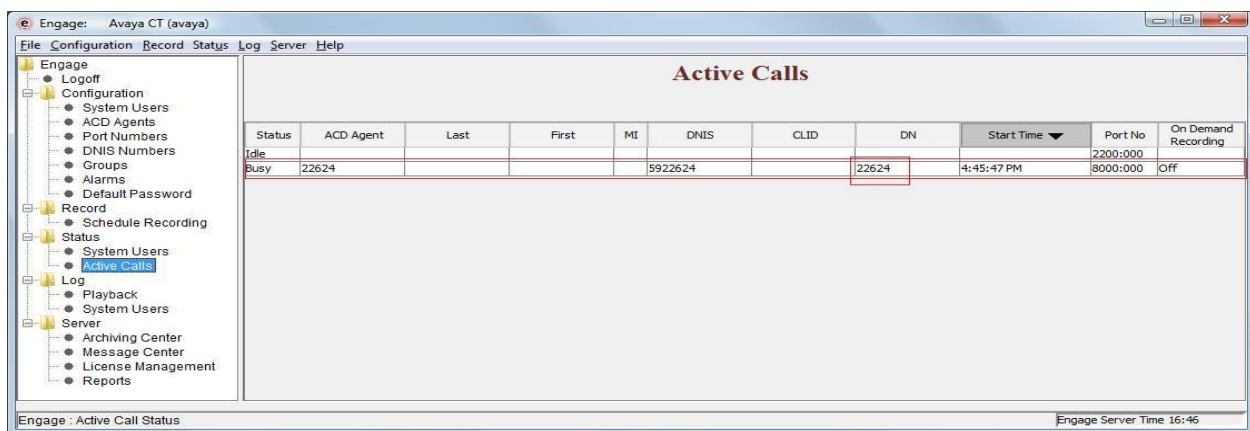 Engage: Avaya CT (avaya)
File Configuration Record Status Log Server Help
Engage
Logoff
Configuration
System Users
ACD Agents
Port Numbers
DNIS Numbers
Groups
Alarms
Default Password
Record
Schedule Recording
Status
System Users
Active Calls
Log
Playback
System Users
Server
Archiving Center
Message Center
License Management
Reports
Active Calls
Status ACD Agent Last First MI DNIS CLID DN Start Time Port No On Demand Recording
Idle 2200:000
Busy 22624 5922624 22624 4:45:47 PM 8000:000 Off
Engage : Active Call Status
Engage Server Time 16:46